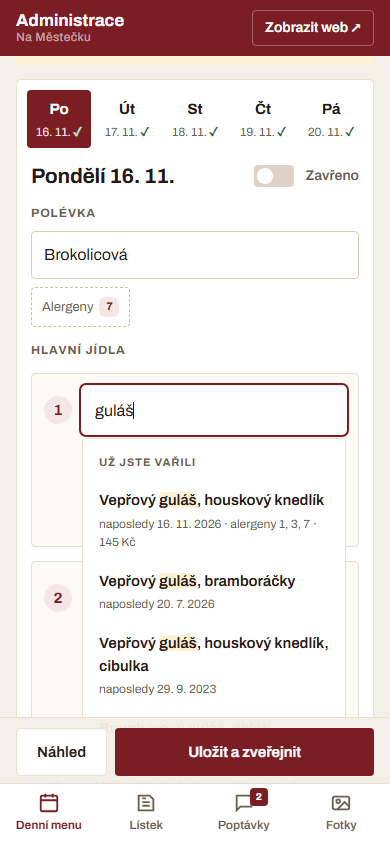 Administrace
Na Městečku
Zobrazit web ↗
Po
16. 11. ✓
Út
17. 11. ✓
St
18. 11. ✓
Čt
19. 11. ✓
Pá
20. 11. ✓
Pondělí 16. 11.
Zavřeno
POLÉVKA
Brokolicová
Alergeny 7
HLAVNÍ JÍDLA
1
guláš
UŽ JSTE VAŘILI
Vepřový guláš, houskový knedlík
naposledy 16. 11. 2026 · alergeny 1, 3, 7 ·
145 Kč
Vepřový guláš, bramboráčky
naposledy 20. 7. 2026
2
Vepřový guláš, houskový knedlík,
cibulka
naposledy 29. 9. 2023
Náhled
Uložit a zveřejnit
Denní menu
Lístek
2
Poptávky
Fotky